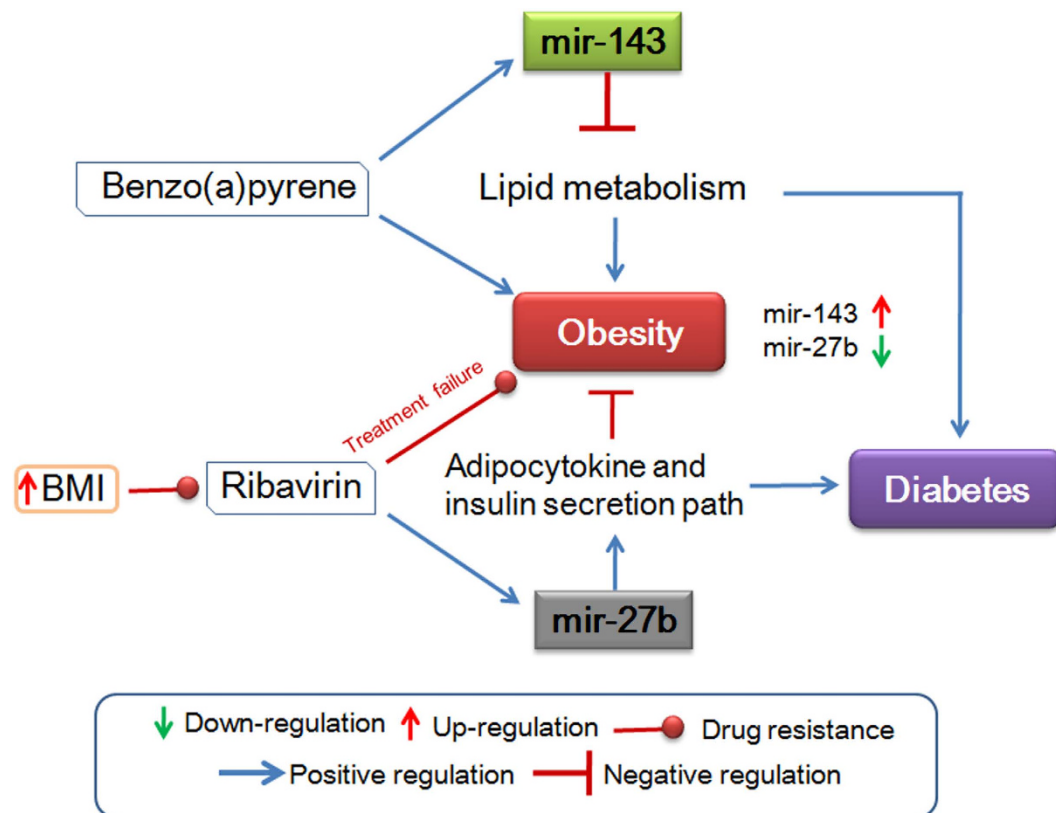 mir-143
Benzo(a)pyrene
Lipid metabolism
Obesity
mir-143
mir-27b
Treatment failure
BMI
Ribavirin
Adipocytokine and
insulin secretion path
Diabetes
mir-27b
Down-regulation
Up-regulation
Drug resistance
Positive regulation
Negative regulation